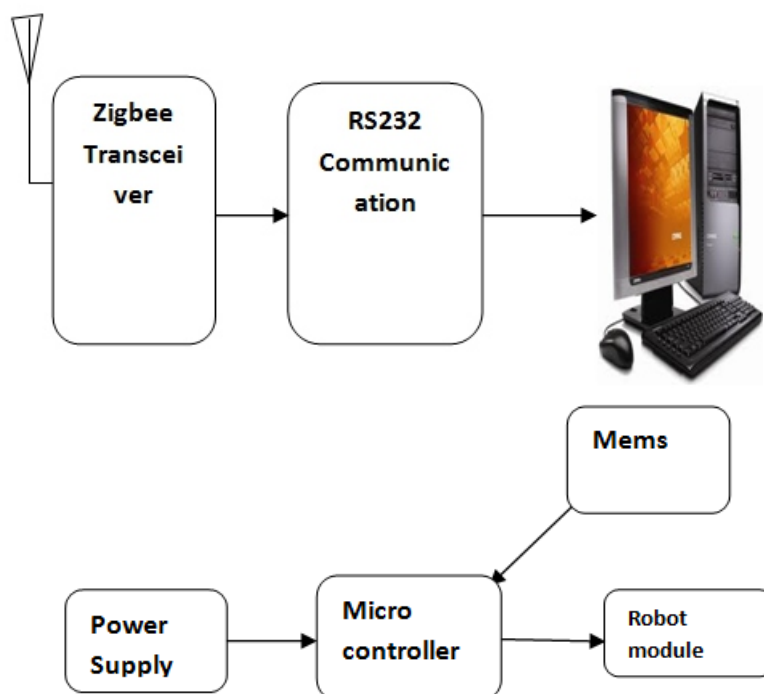 Zigbee
Transcei
ver
RS232
Communic
ation
Mems
Power
Supply
Micro
controller
Robot
module